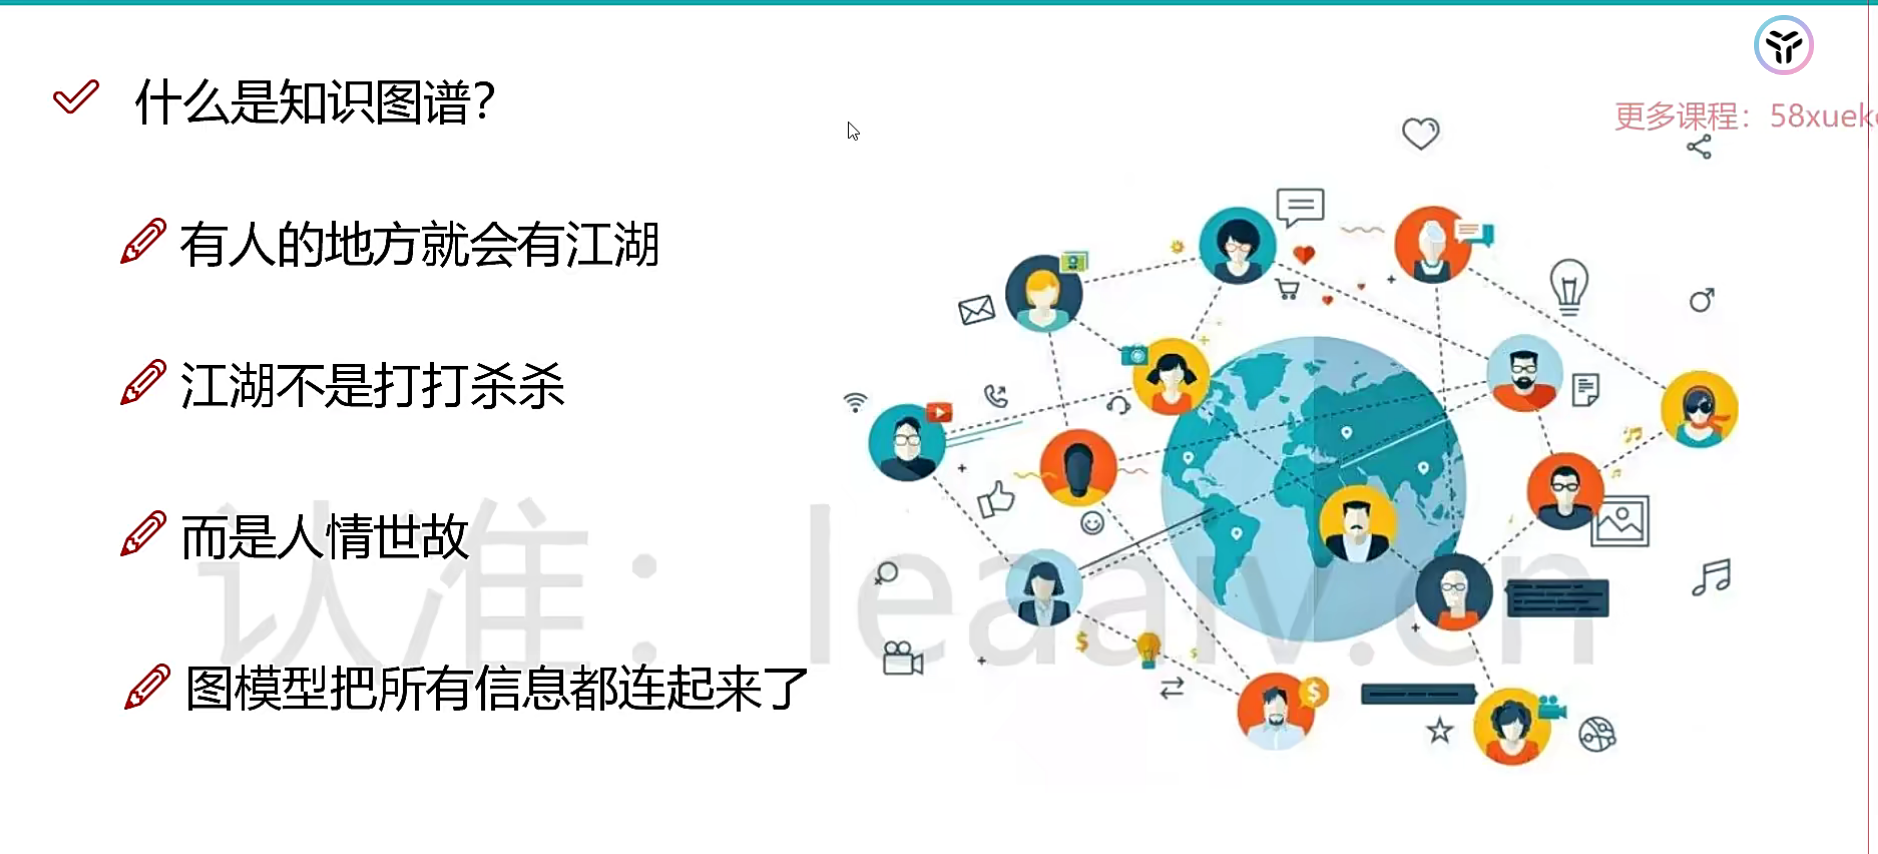 什么是知识图谱？
更多课程：58xuek
有人的地方就会有江湖
江湖不是打打杀杀
而是人情世故
认准：leaaiv.cn
图模型把所有信息都连起来了